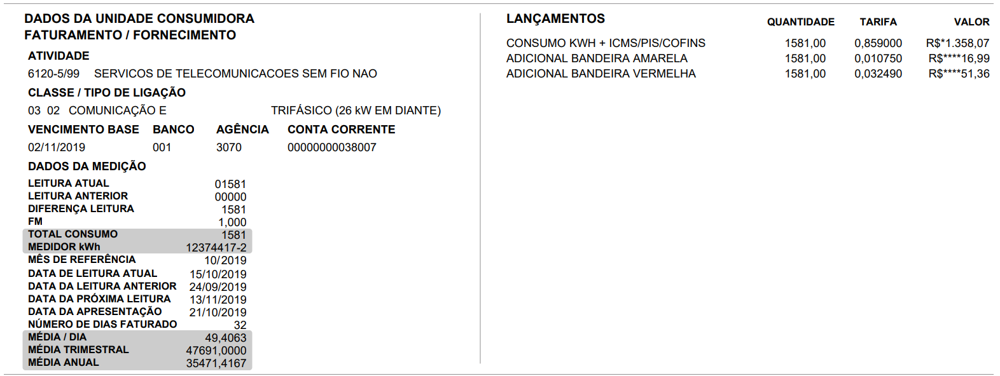 DADOS DA UNIDADE CONSUMIDORA
FATURAMENTO / FORNECIMENTO
ATIVIDADE
6120-5/99 SERVICOS DE TELECOMUNICACOES SEM FIO NAO
CLASSE / TIPO DE LIGAÇÃO
03 02 COMUNICAÇÃO E TRIFÁSICO (26 kW EM DIANTE)
VENCIMENTO BASE BANCO AGÊNCIA CONTA CORRENTE
02/11/2019 001 3070 00000000038007
DADOS DA MEDIÇÃO
LEITURA ATUAL 01581
LEITURA ANTERIOR 00000
DIFERENÇA LEITURA 1581
FM 1,000
TOTAL CONSUMO 1581
MEDIDOR kWh 12374417-2
MÊS DE REFERÊNCIA 10/2019
DATA DE LEITURA ATUAL 15/10/2019
DATA DA LEITURA ANTERIOR 24/09/2019
DATA DA PRÓXIMA LEITURA 13/11/2019
DATA DA APRESENTAÇÃO 21/10/2019
NÚMERO DE DIAS FATURADO 32
MÉDIA / DIA 49,4063
MÉDIA TRIMESTRAL 47691,0000
MÉDIA ANUAL 35471,4167
LANÇAMENTOS QUANTIDADE TARIFA VALOR
CONSUMO KWH + ICMS/PIS/COFINS 1581,00 0,859000 R$*1.358,07
ADICIONAL BANDEIRA AMARELA 1581,00 0,010750 R$****16,99
ADICIONAL BANDEIRA VERMELHA 1581,00 0,032490 R$****51,36